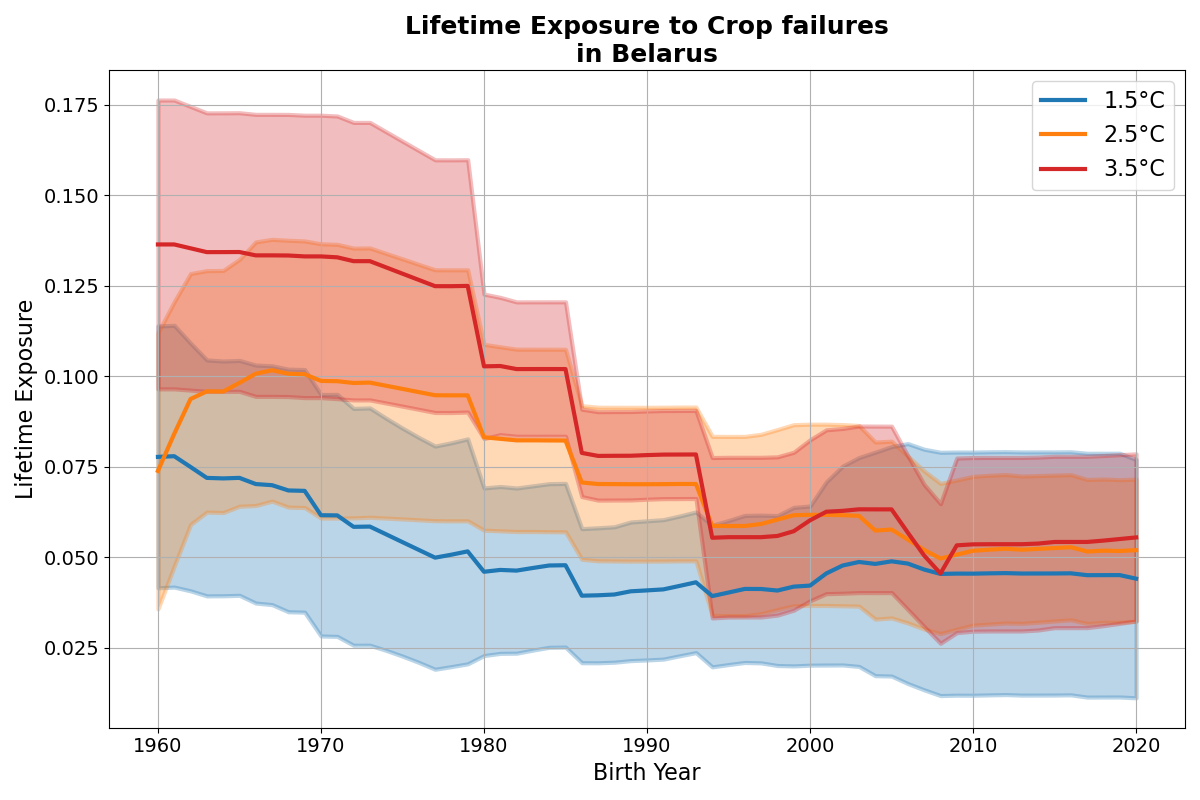 Lifetime Exposure to Crop failures
in Belarus
1.5°C
2.5°C
3.5°C
0.175
0.150
0.125
0.100
0.075
0.050
0.025
Lifetime Exposure
1960 1970 1980 1990 2000 2010 2020
Birth Year